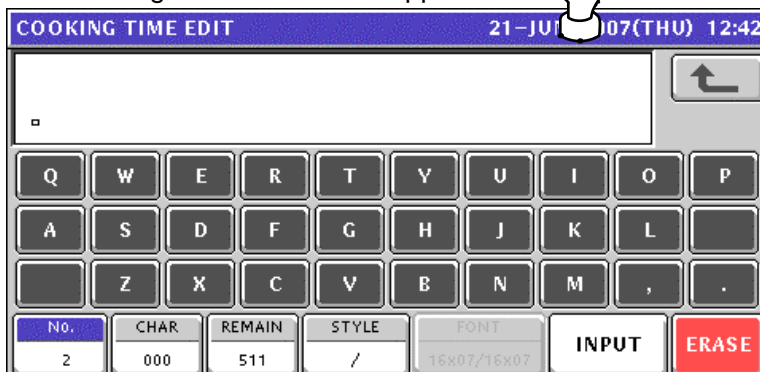 COOKING TIME EDIT 21-JU 07(THU) 12:42
Q W E R T Y U I O P
A S D F G H J K L
Z X C V B N M , .
No. CHAR REMAIN STYLE FONT INPUT ERASE
2 000 511 / 16x07/16x07